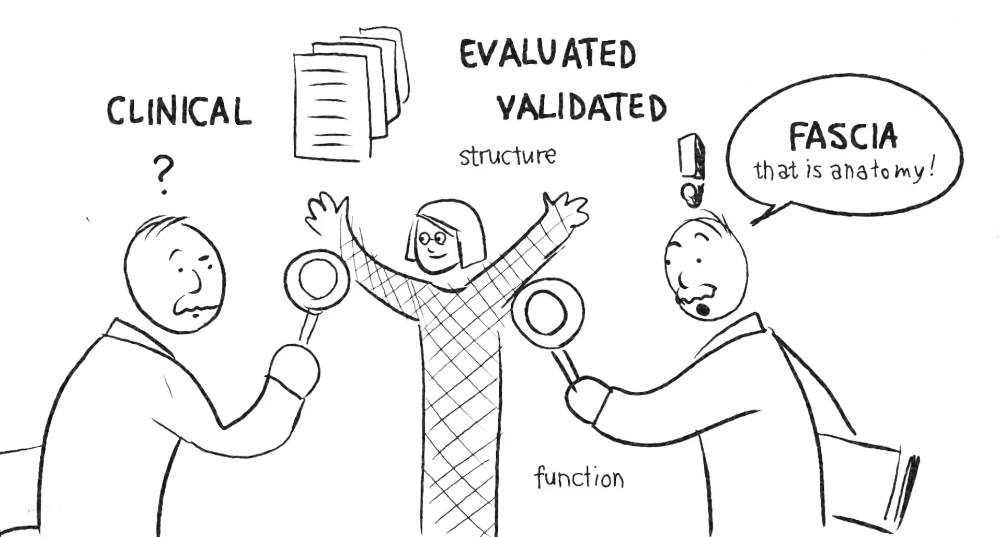 EVALUATED
CLINICAL
VALIDATED
structure
FASCIA
that is anatomy!
?
!
function